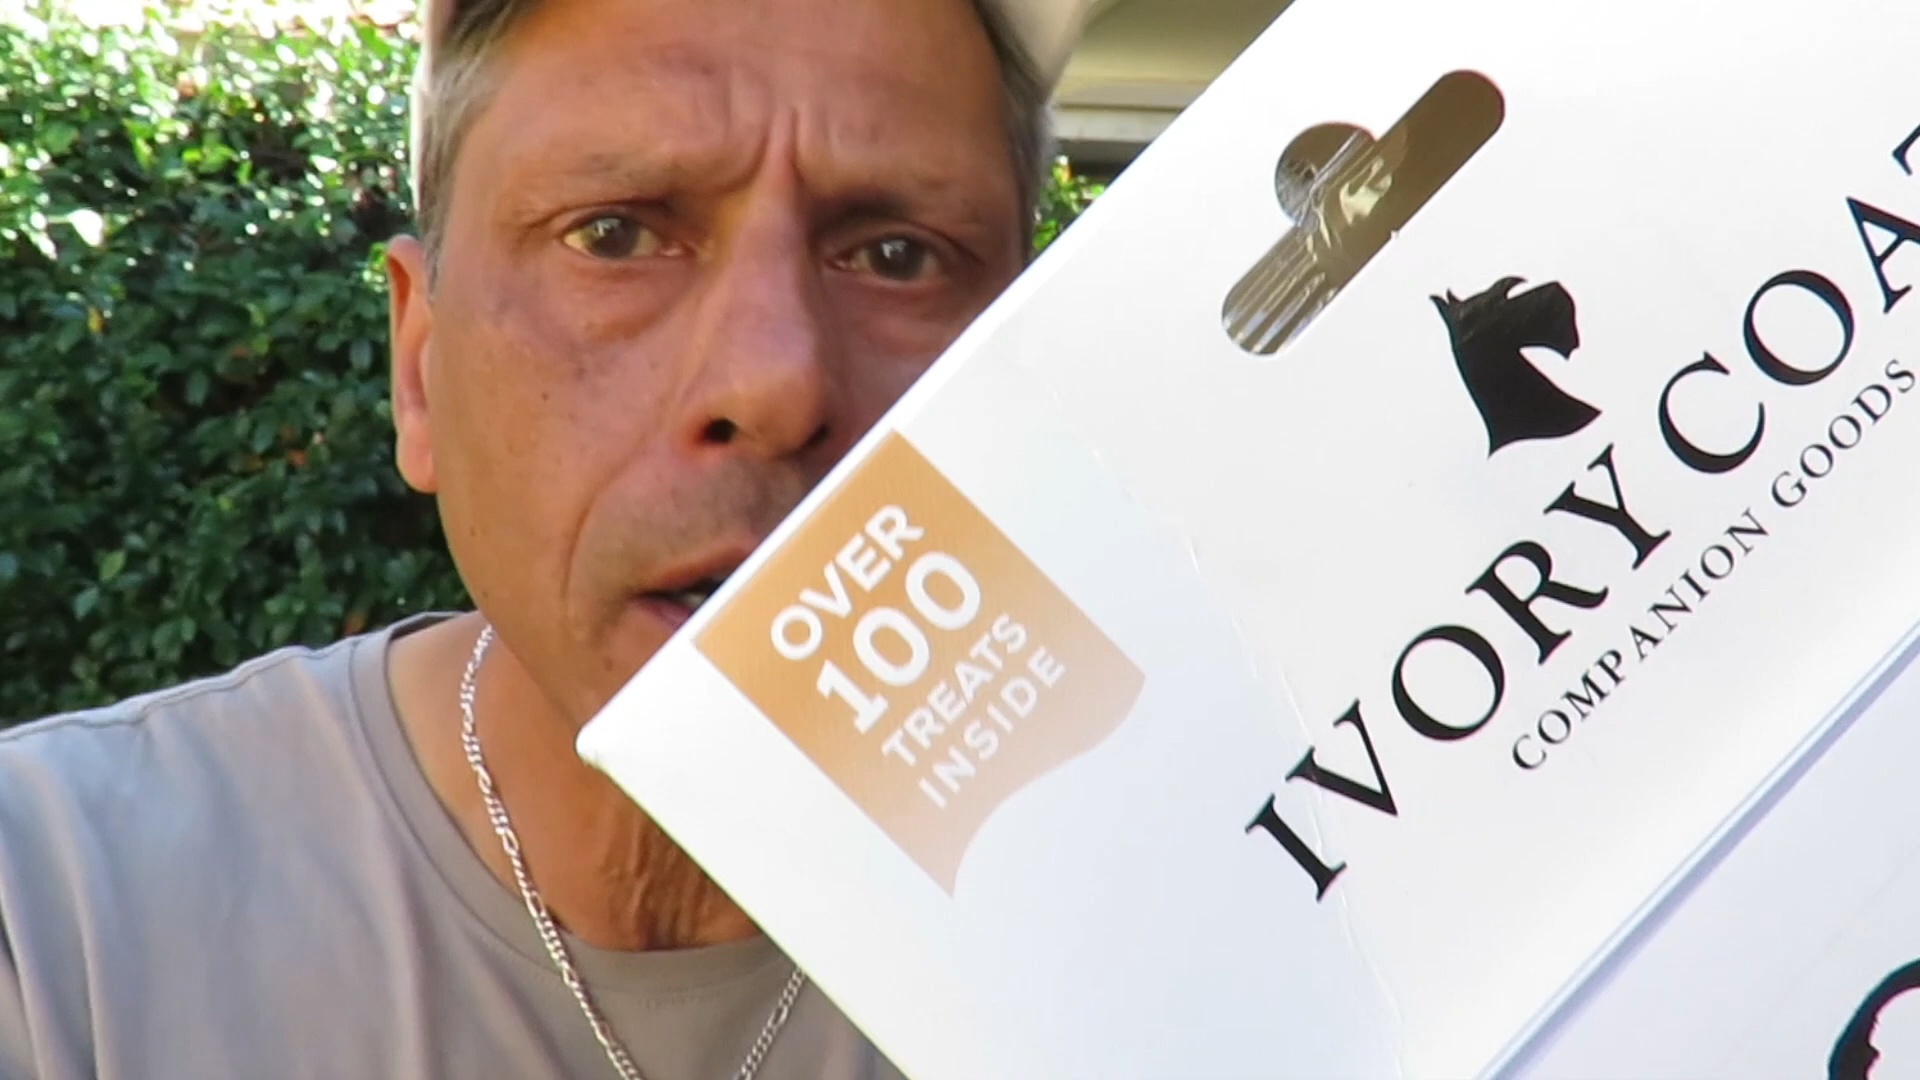 OVER
100
TREATS
INSIDE
IVORY COAT
COMPANION GOODS